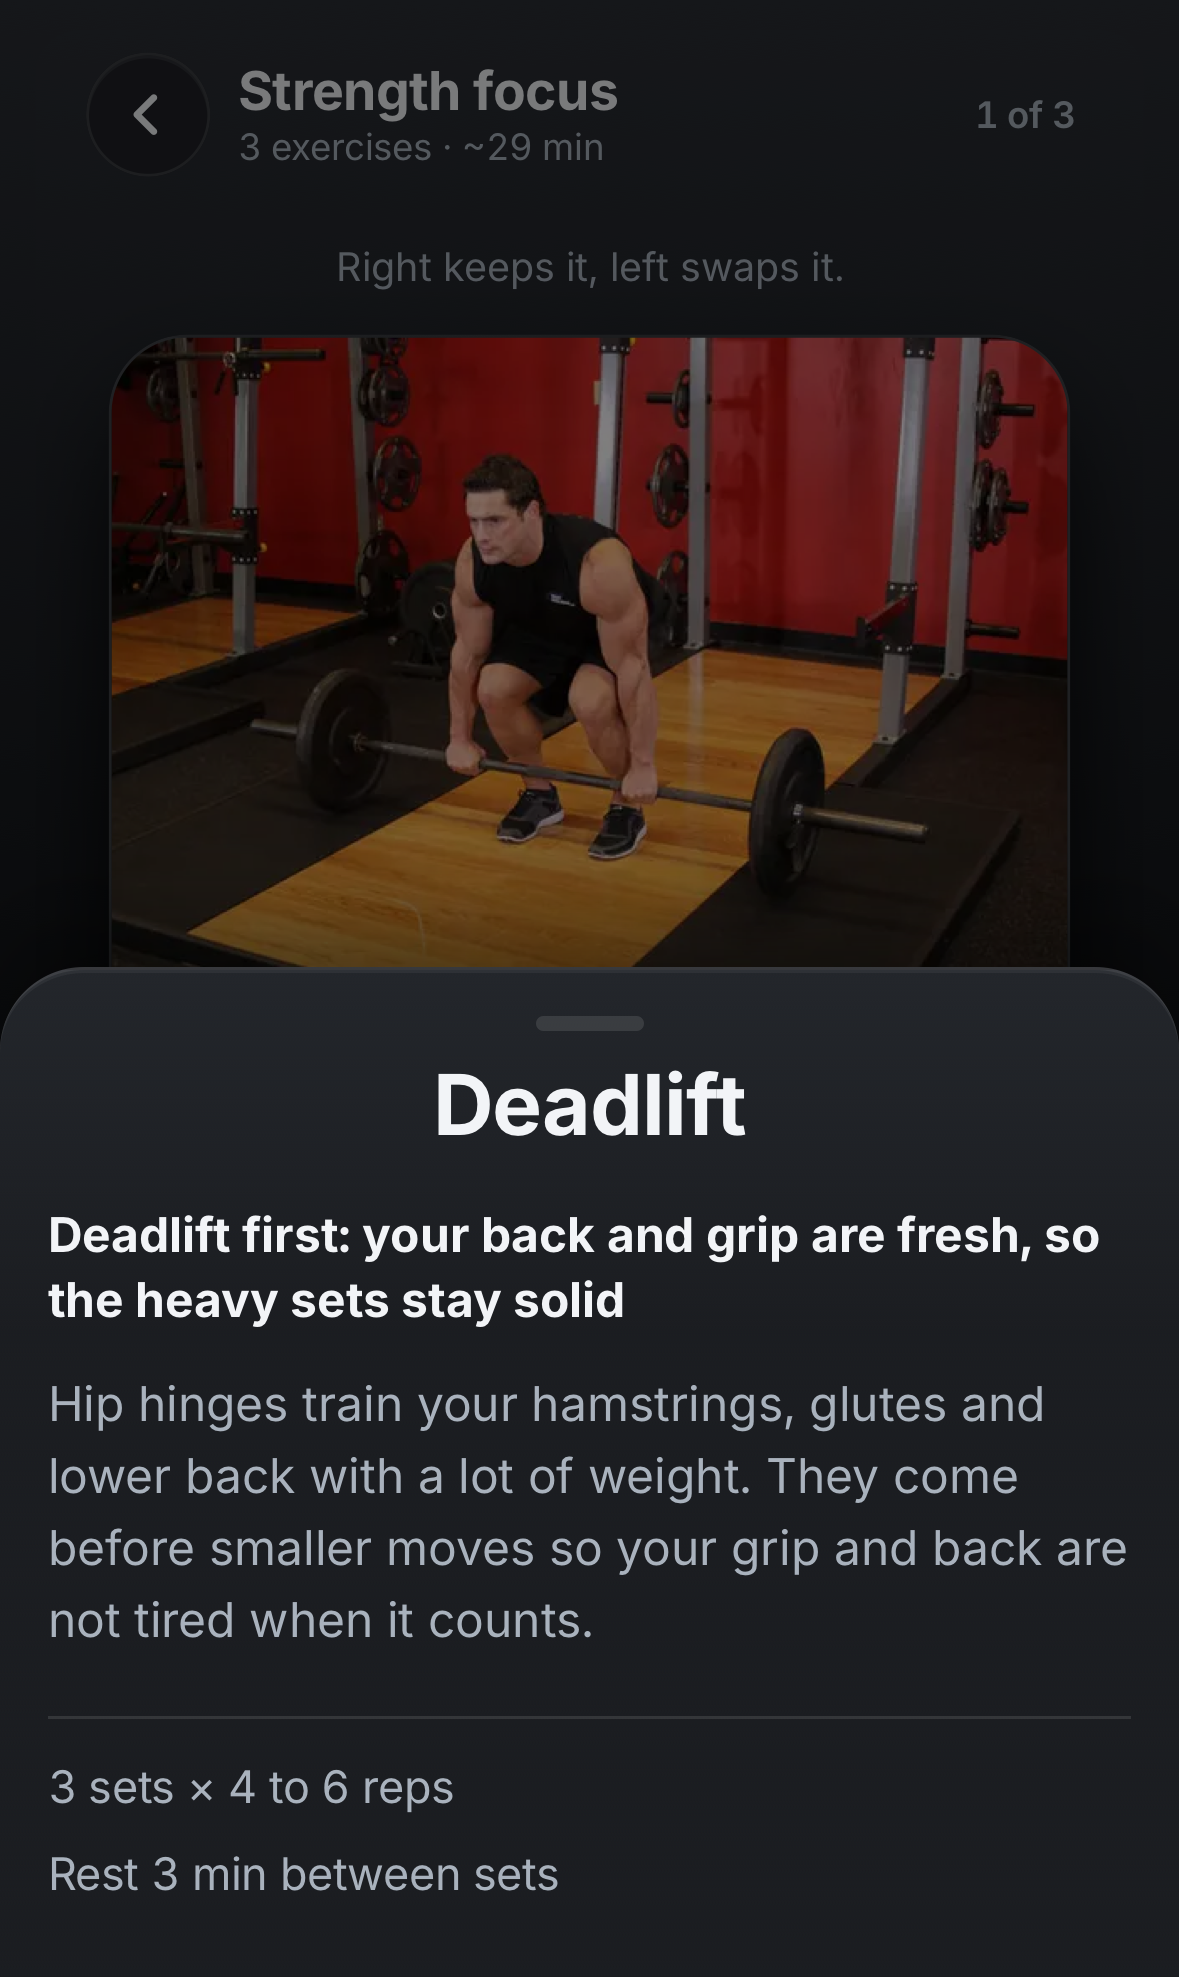 Strength focus
3 exercises · ~29 min
1 of 3
Right keeps it, left swaps it.
Deadlift
Deadlift first: your back and grip are fresh, so
the heavy sets stay solid
Hip hinges train your hamstrings, glutes and
lower back with a lot of weight. They come
before smaller moves so your grip and back are
not tired when it counts.
3 sets × 4 to 6 reps
Rest 3 min between sets